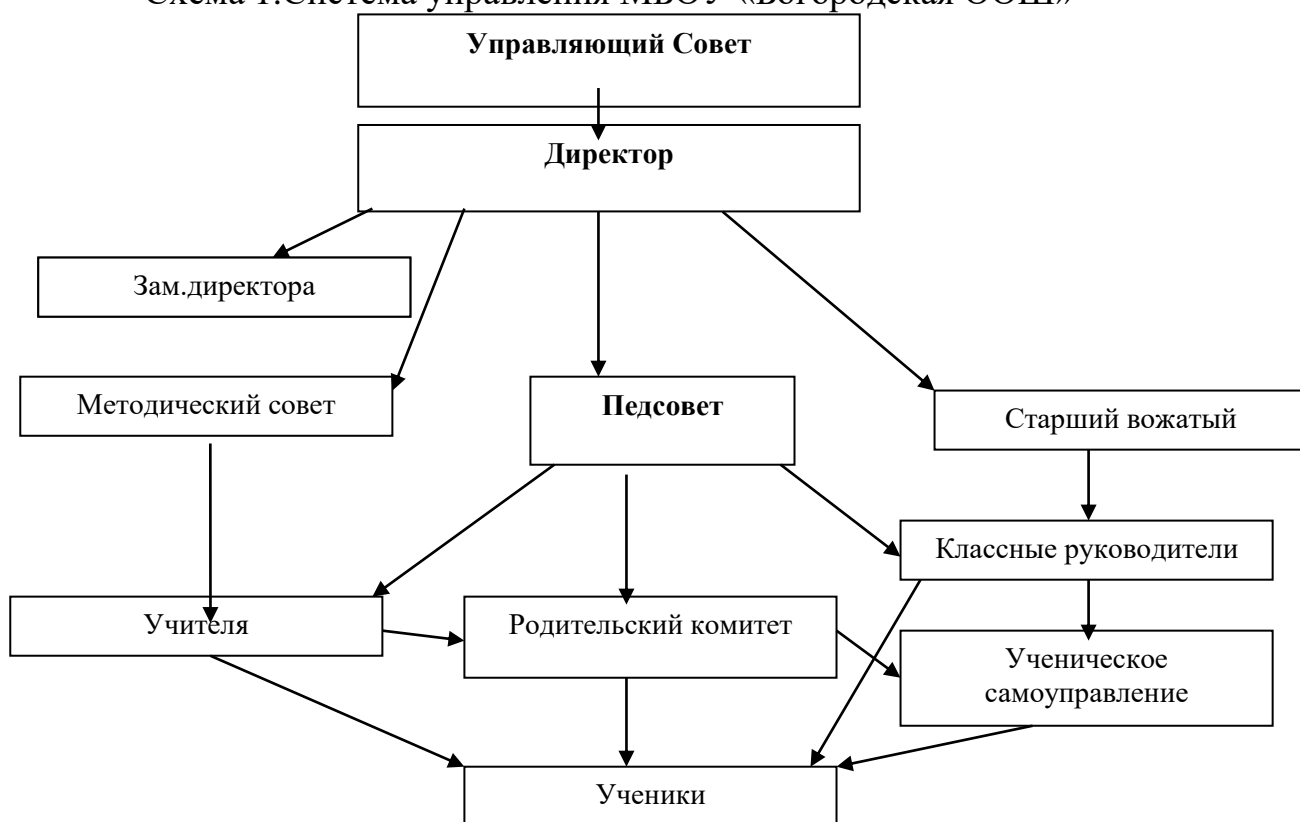 Схема 1.Система управления МБОУ «Богородская СОШ»
Управляющий Совет
Директор
Зам.директора
Методический совет
Педсовет
Старший вожатый
Классные руководители
Учителя
Родительский комитет
Ученическое
самоуправление
Ученики